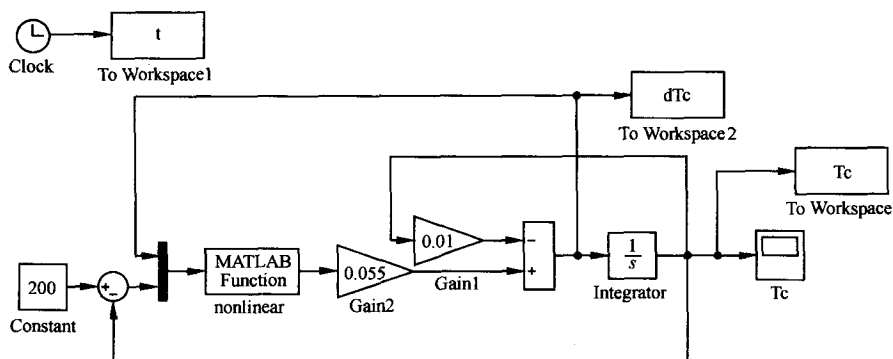 t
Clock
To Workspace1
dTc
To Workspace2
Tc
To Workspace
0.01
−
200
+
−
MATLAB
Function
0.055
+
1
s
Gain1
Integrator
Tc
Constant
nonlinear
Gain2